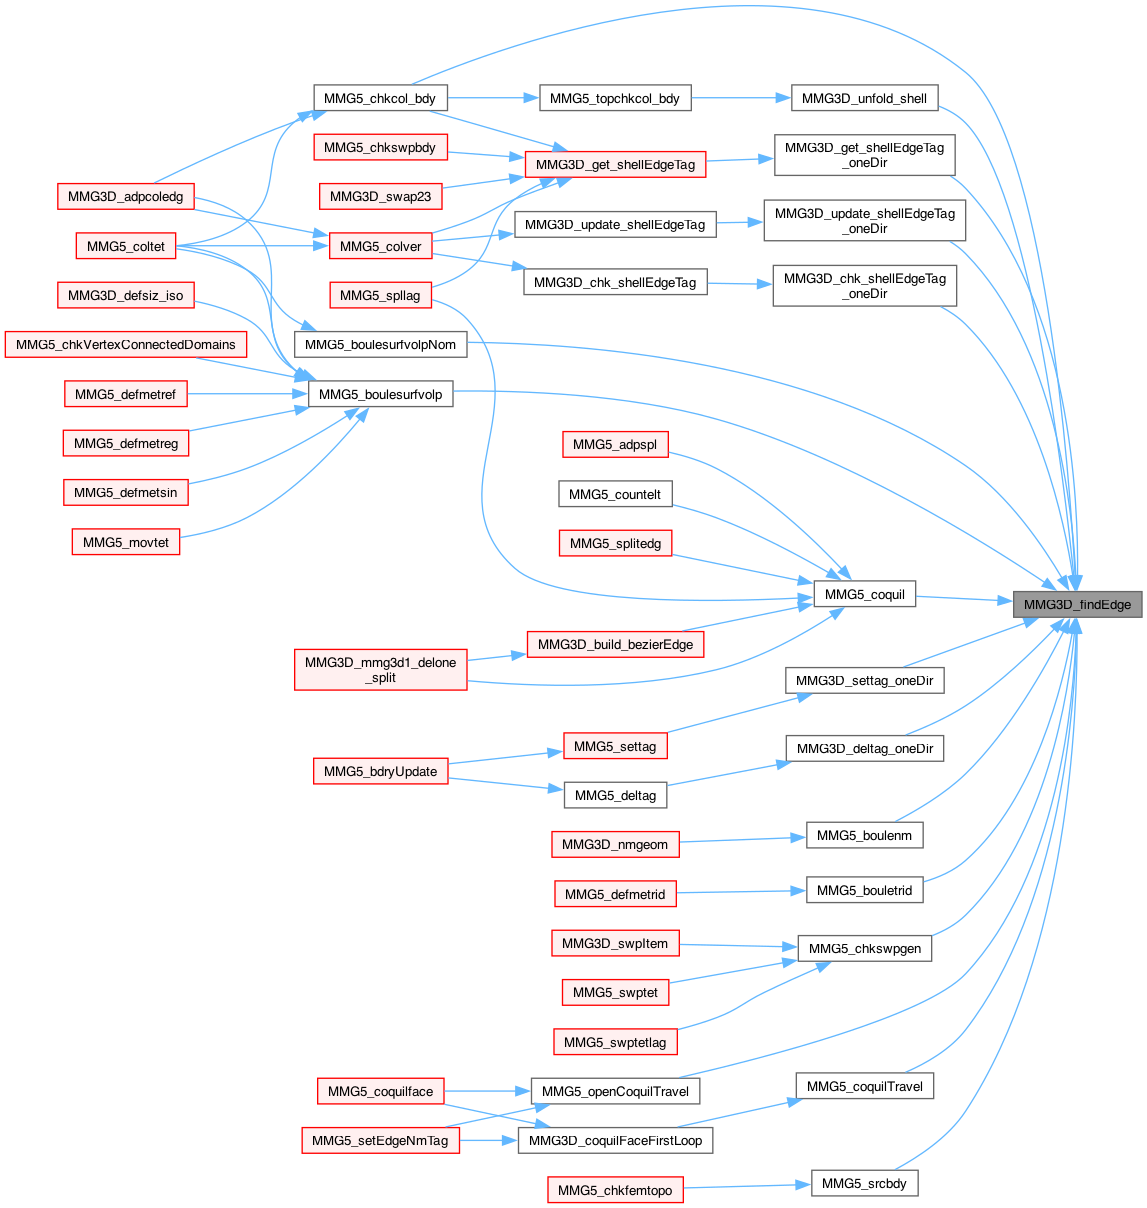 MMG5_chkcol_bdy
MMG5_topchkcol_bdy
MMG3D_unfold_shell
MMG5_chkswpbdy
MMG3D_get_shellEdgeTag
MMG3D_get_shellEdgeTag
_oneDir
MMG3D_adpcoledg
MMG3D_swap23
MMG3D_update_shellEdgeTag
MMG3D_update_shellEdgeTag
_oneDir
MMG5_coltet
MMG5_colver
MMG3D_chk_shellEdgeTag
MMG3D_chk_shellEdgeTag
_oneDir
MMG3D_defsiz_iso
MMG5_spllag
MMG5_chkVertexConnectedDomains
MMG5_boulesurfvolpNom
MMG5_defmetref
MMG5_boulesurfvolp
MMG5_defmetreg
MMG5_adpspl
MMG5_defmetsin
MMG5_countelt
MMG5_movtet
MMG5_splitedg
MMG5_coquil
MMG3D_findEdge
MMG3D_build_bezierEdge
MMG3D_mmg3d1_delone
_split
MMG3D_settag_oneDir
MMG5_settag
MMG3D_deltag_oneDir
MMG5_bdryUpdate
MMG5_deltag
MMG3D_nmgeom
MMG5_boulenm
MMG5_defmetrid
MMG5_bouletrid
MMG3D_swpItem
MMG5_chkswpgen
MMG5_swptet
MMG5_swptetlag
MMG5_coquilface
MMG5_openCoquilTravel
MMG5_coquilTravel
MMG5_setEdgeNmTag
MMG3D_coquilFaceFirstLoop
MMG5_chkfemtopo
MMG5_srcbdy